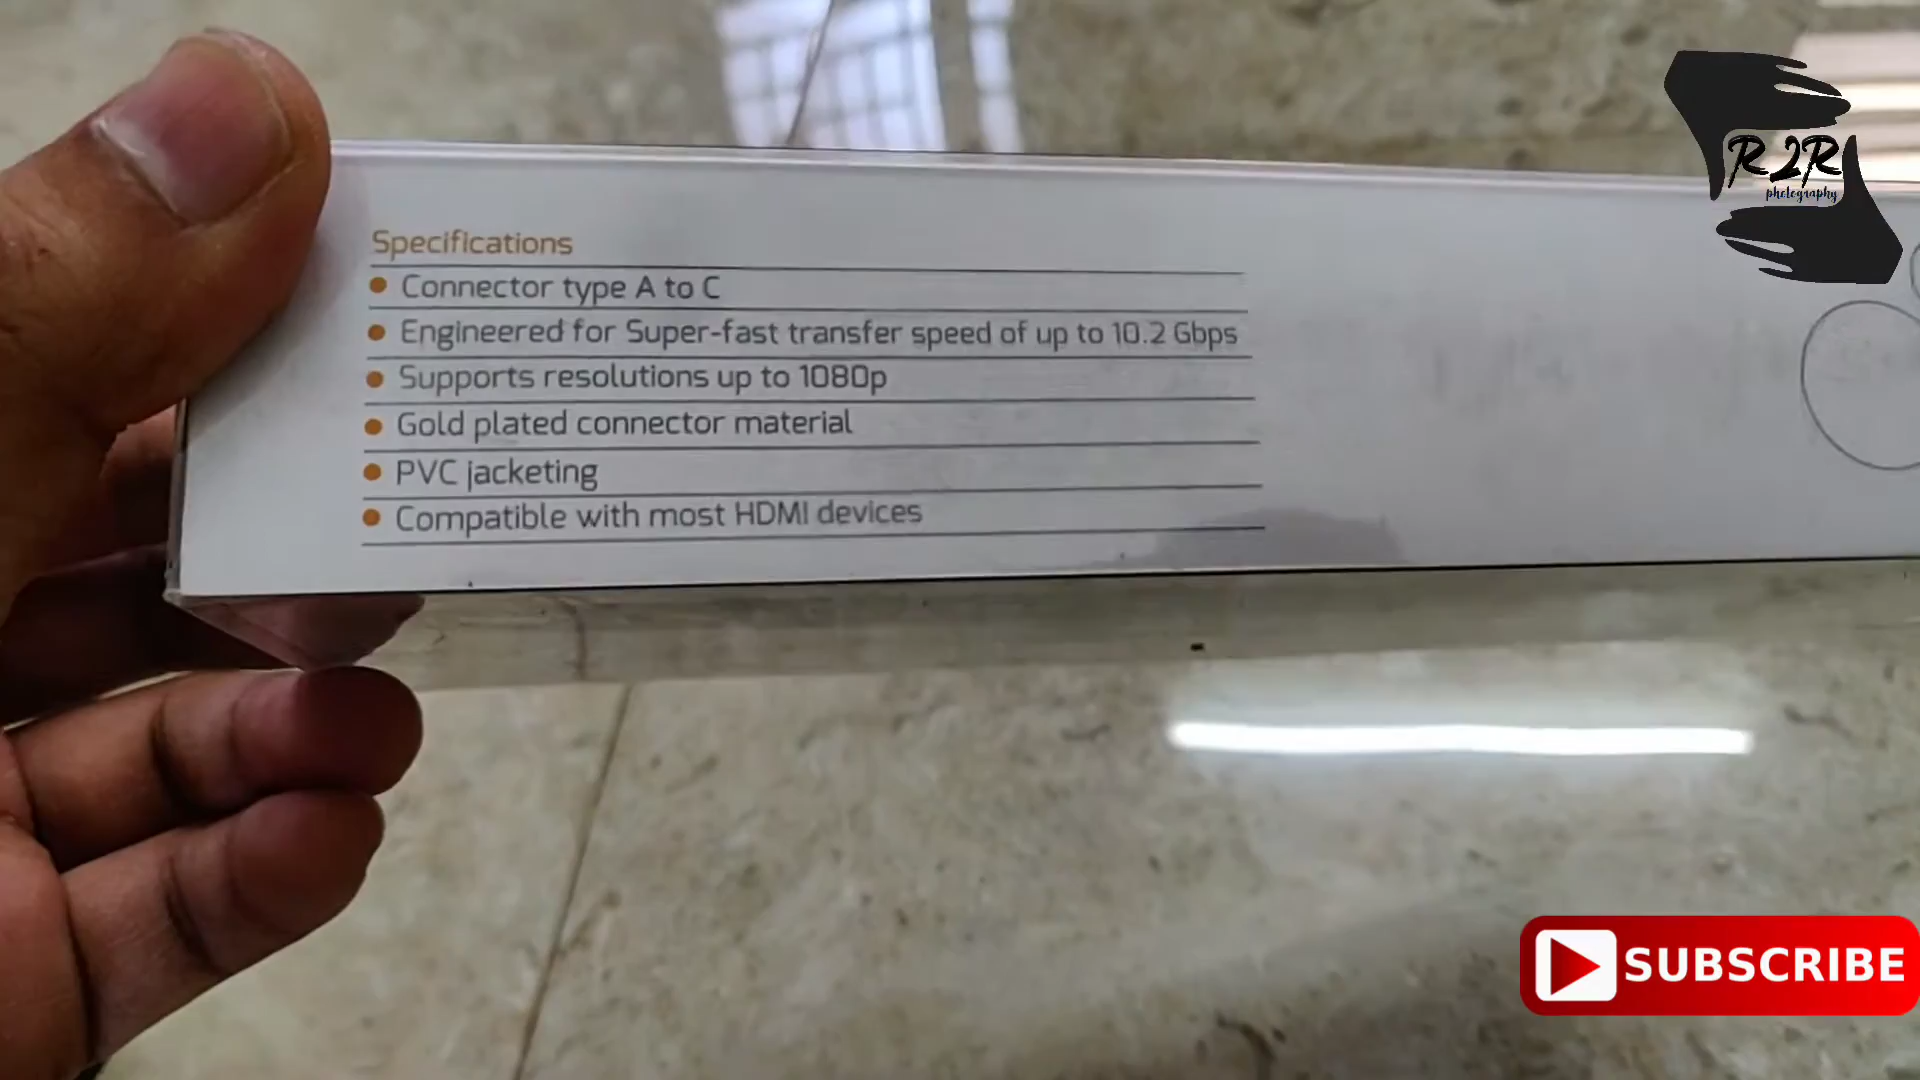 R2R
photography
Specifications
Connector type A to C
Engineered for Super-fast transfer speed of up to 10.2 Gbps
Supports resolutions up to 1080p
Gold plated connector material
PVC jacketing
Compatible with most HDMI devices
SUBSCRIBE